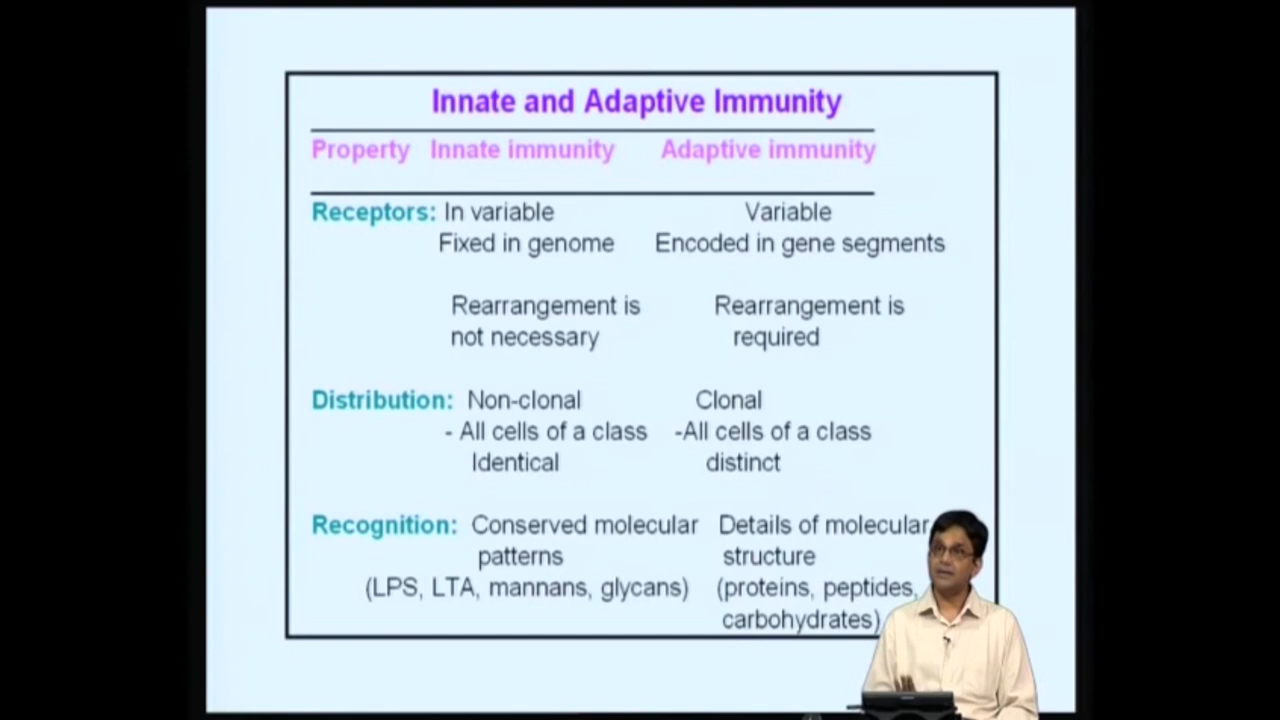 Innate and Adaptive Immunity
Property Innate immunity Adaptive immunity
Receptors: In variable Variable
Fixed in genome Encoded in gene segments
Rearrangement is Rearrangement is
not necessary required
Distribution: Non-clonal Clonal
- All cells of a class -All cells of a class
Identical distinct
Recognition: Conserved molecular Details of molecular
patterns structure
(LPS, LTA, mannans, glycans) (proteins, peptides,
carbohydrates)